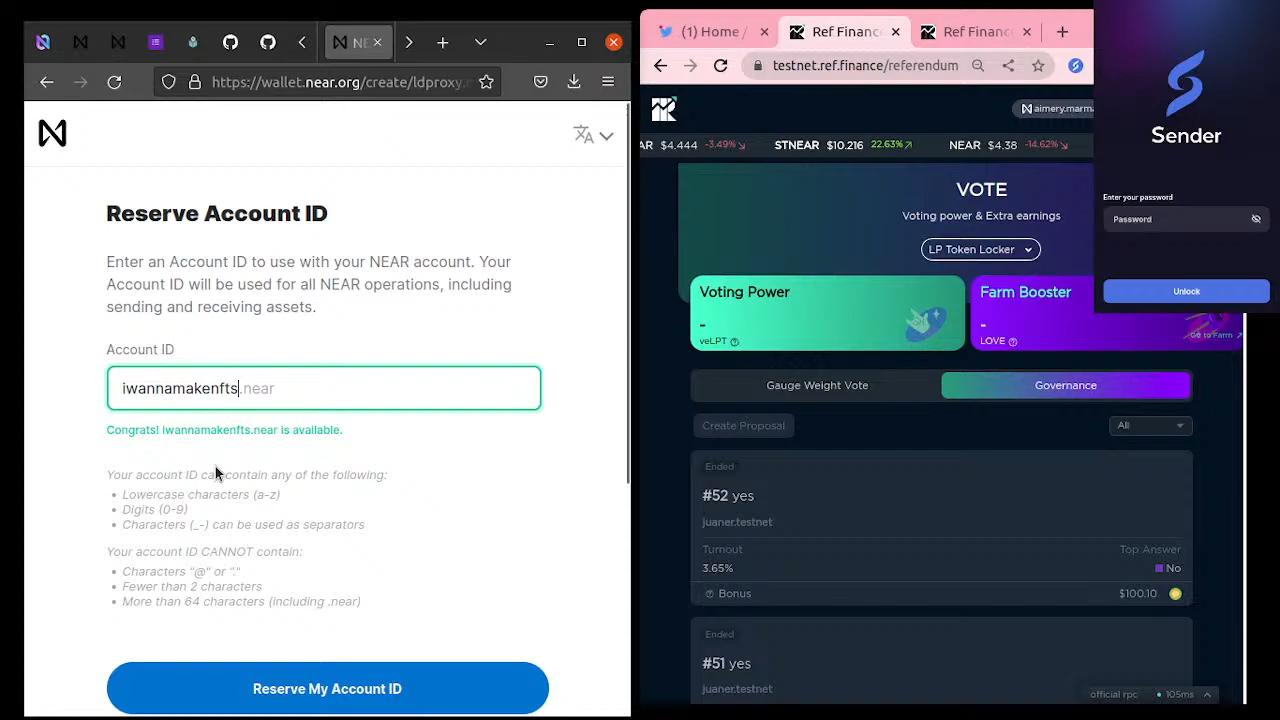 NE
https://wallet.near.org/create/ldproxy.n
Reserve Account ID
Enter an Account ID to use with your NEAR account. Your
Account ID will be used for all NEAR operations, including
sending and receiving assets.
Account ID
iwannamakenfts.near
Congrats! iwannamakenfts.near is available.
Your account ID can contain any of the following:
Lowercase characters (a-z)
Digits (0-9)
Characters (_-) can be used as separators
Your account ID CANNOT contain:
Characters "@" or "."
Fewer than 2 characters
More than 64 characters (including .near)
Reserve My Account ID
(1) Home /
Ref Finance
Ref Finance
testnet.ref.finance/referendum
aimery.marma
AR $4.444 -3.49% STNEAR $10.216 22.63% NEAR $4.38 -14.62%
VOTE
Voting power & Extra earnings
LP Token Locker
Voting Power
-
veLPT
Farm Booster
-
LOVE
Go to Farm
Gauge Weight Vote
Governance
Create Proposal
All
Ended
#52 yes
juaner.testnet
Turnout Top Answer
3.65% No
Bonus $100.10
Ended
#51 yes
juaner.testnet
official rpc 105ms
Sender
Enter your password
Password
Unlock